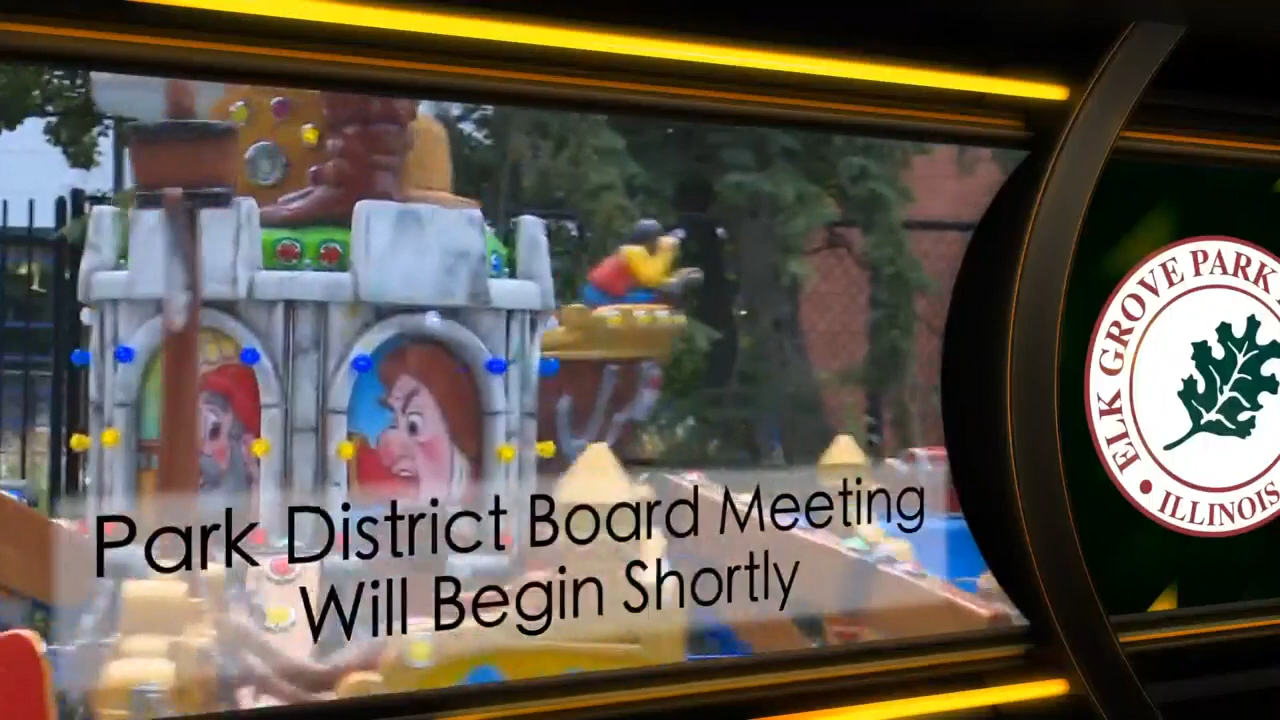 Park District Board Meeting
Will Begin Shortly
ELK GROVE PARK
• ILLINOIS